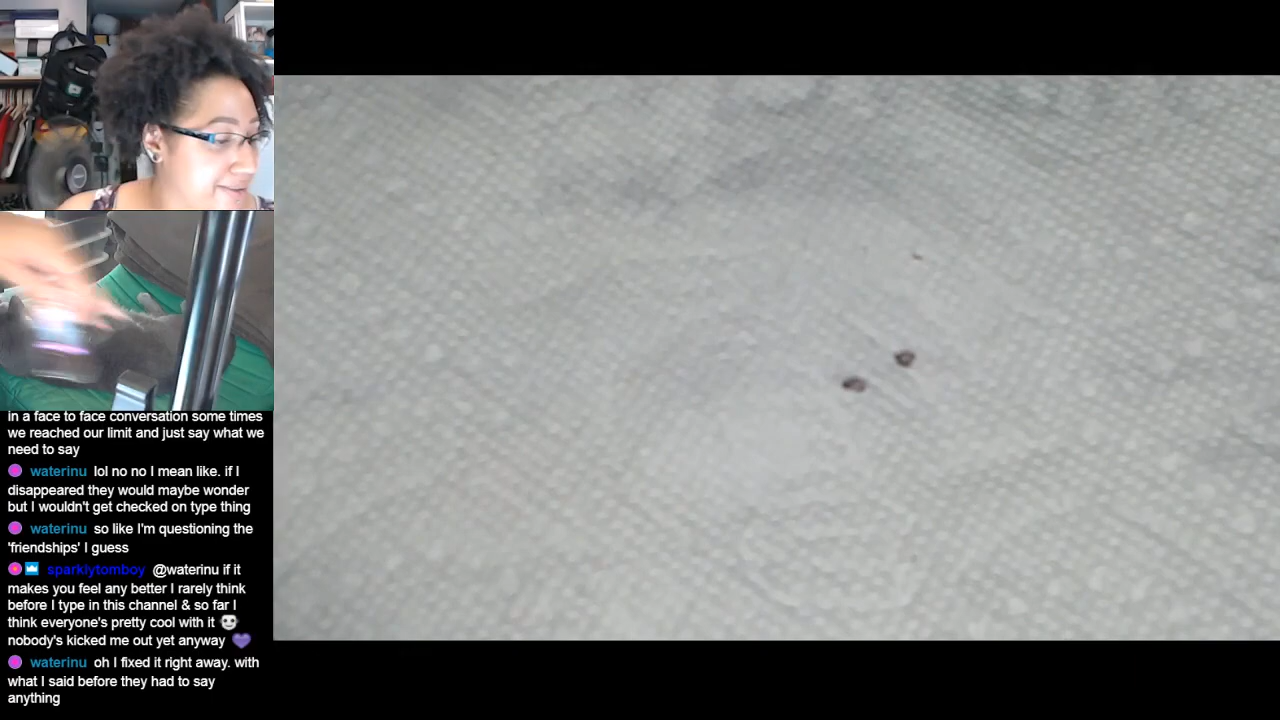 in a face to face conversation some times
we reached our limit and just say what we
need to say
waterinu lol no no I mean like. if I
disappeared they would maybe wonder
but I wouldn't get checked on type thing
waterinu so like I'm questioning the
'friendships' I guess
sparklytomboy @waterinu if it
makes you feel any better I rarely think
before I type in this channel & so far I
think everyone's pretty cool with it
nobody's kicked me out yet anyway
waterinu oh I fixed it right away. with
what I said before they had to say
anything